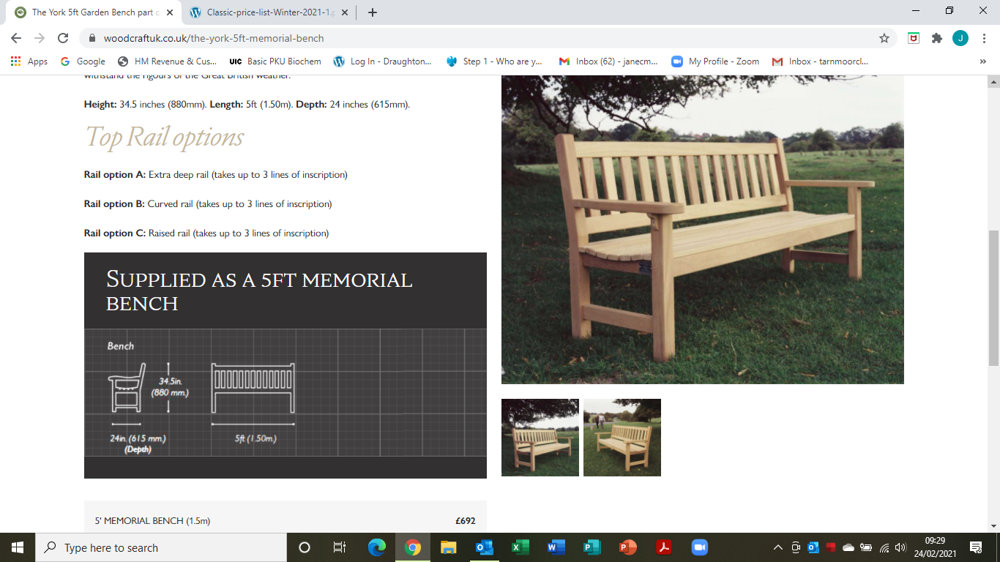 The York 5ft Garden Bench part o
Classic-price-list-Winter-2021-1.p
woodcraftuk.co.uk/the-york-5ft-memorial-bench
J
Apps
Google
HM Revenue & Cus...
UIC Basic PKU Biochem
Log In - Draughton...
Step 1 - Who are y...
Inbox (62) - janecm...
My Profile - Zoom
Inbox - tarnmoorcl...
withstand the rigours of the Great British weather.
Height: 34.5 inches (880mm). Length: 5ft (1.50m). Depth: 24 inches (615mm).
Top Rail options
Rail option A: Extra deep rail (takes up to 3 lines of inscription)
Rail option B: Curved rail (takes up to 3 lines of inscription)
Rail option C: Raised rail (takes up to 3 lines of inscription)
Supplied as a 5ft memorial
bench
Bench
34.5in.
(880 mm.)
24in. (615 mm.)
(Depth)
5ft (1.50m.)
5' MEMORIAL BENCH (1.5m) £692
Type here to search
09:29
24/02/2021